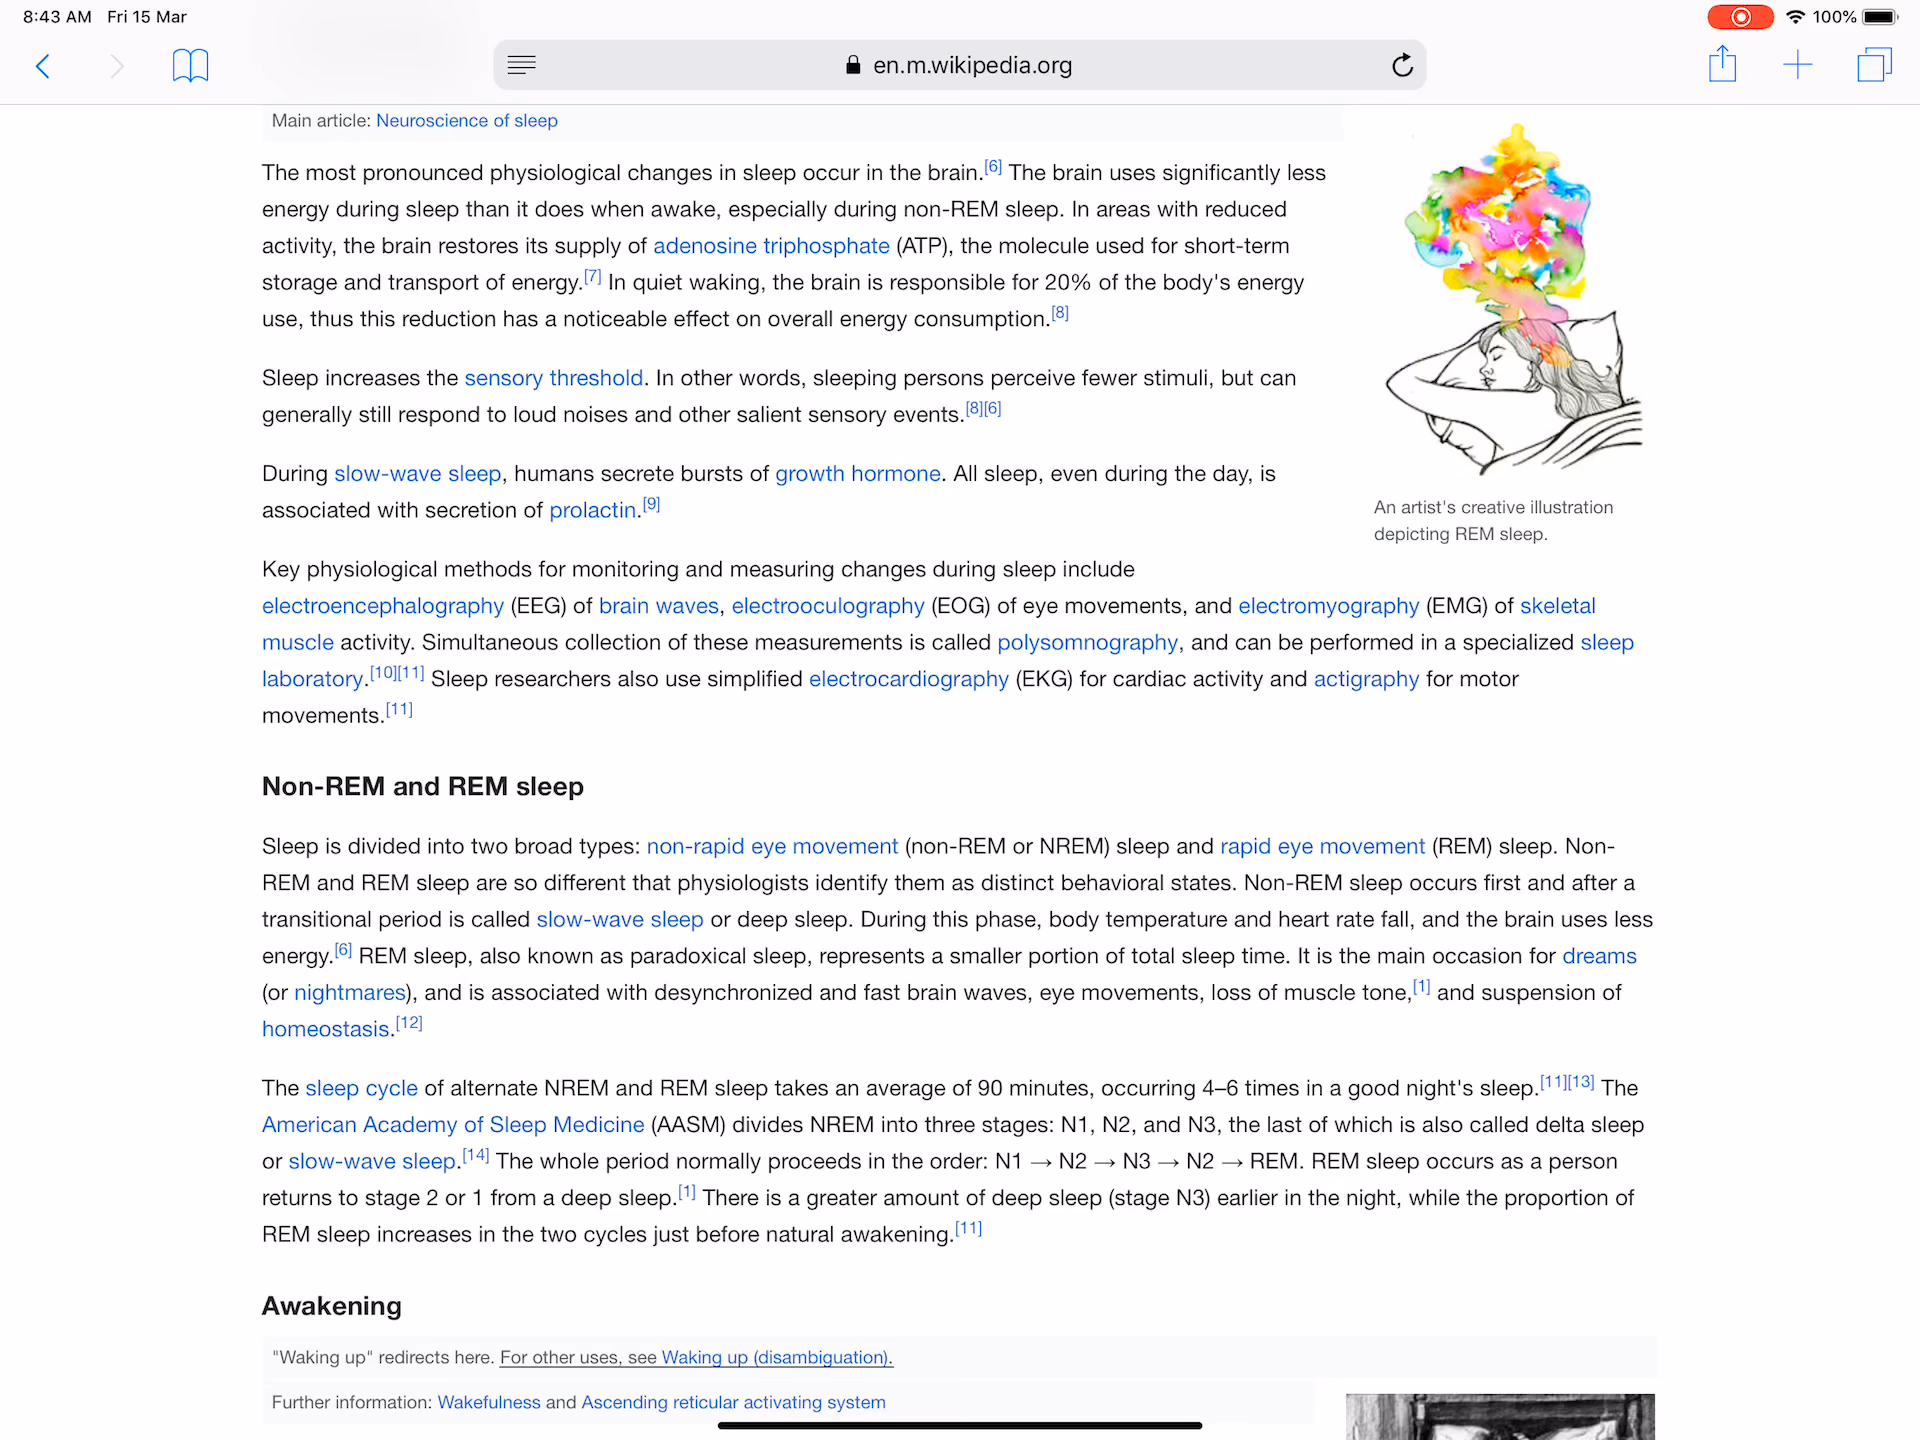 8:43 AM Fri 15 Mar
100%
en.m.wikipedia.org
Main article: Neuroscience of sleep
The most pronounced physiological changes in sleep occur in the brain.[6] The brain uses significantly less
energy during sleep than it does when awake, especially during non-REM sleep. In areas with reduced
activity, the brain restores its supply of adenosine triphosphate (ATP), the molecule used for short-term
storage and transport of energy.[7] In quiet waking, the brain is responsible for 20% of the body's energy
use, thus this reduction has a noticeable effect on overall energy consumption.[8]
Sleep increases the sensory threshold. In other words, sleeping persons perceive fewer stimuli, but can
generally still respond to loud noises and other salient sensory events.[8][6]
During slow-wave sleep, humans secrete bursts of growth hormone. All sleep, even during the day, is
associated with secretion of prolactin.[9]
An artist's creative illustration
depicting REM sleep.
Key physiological methods for monitoring and measuring changes during sleep include
electroencephalography (EEG) of brain waves, electrooculography (EOG) of eye movements, and electromyography (EMG) of skeletal
muscle activity. Simultaneous collection of these measurements is called polysomnography, and can be performed in a specialized sleep
laboratory.[10][11] Sleep researchers also use simplified electrocardiography (EKG) for cardiac activity and actigraphy for motor
movements.[11]
Non-REM and REM sleep
Sleep is divided into two broad types: non-rapid eye movement (non-REM or NREM) sleep and rapid eye movement (REM) sleep. Non-
REM and REM sleep are so different that physiologists identify them as distinct behavioral states. Non-REM sleep occurs first and after a
transitional period is called slow-wave sleep or deep sleep. During this phase, body temperature and heart rate fall, and the brain uses less
energy.[6] REM sleep, also known as paradoxical sleep, represents a smaller portion of total sleep time. It is the main occasion for dreams
(or nightmares), and is associated with desynchronized and fast brain waves, eye movements, loss of muscle tone,[1] and suspension of
homeostasis.[12]
The sleep cycle of alternate NREM and REM sleep takes an average of 90 minutes, occurring 4–6 times in a good night's sleep.[11][13] The
American Academy of Sleep Medicine (AASM) divides NREM into three stages: N1, N2, and N3, the last of which is also called delta sleep
or slow-wave sleep.[14] The whole period normally proceeds in the order: N1 → N2 → N3 → N2 → REM. REM sleep occurs as a person
returns to stage 2 or 1 from a deep sleep.[1] There is a greater amount of deep sleep (stage N3) earlier in the night, while the proportion of
REM sleep increases in the two cycles just before natural awakening.[11]
Awakening
"Waking up" redirects here. For other uses, see Waking up (disambiguation).
Further information: Wakefulness and Ascending reticular activating system